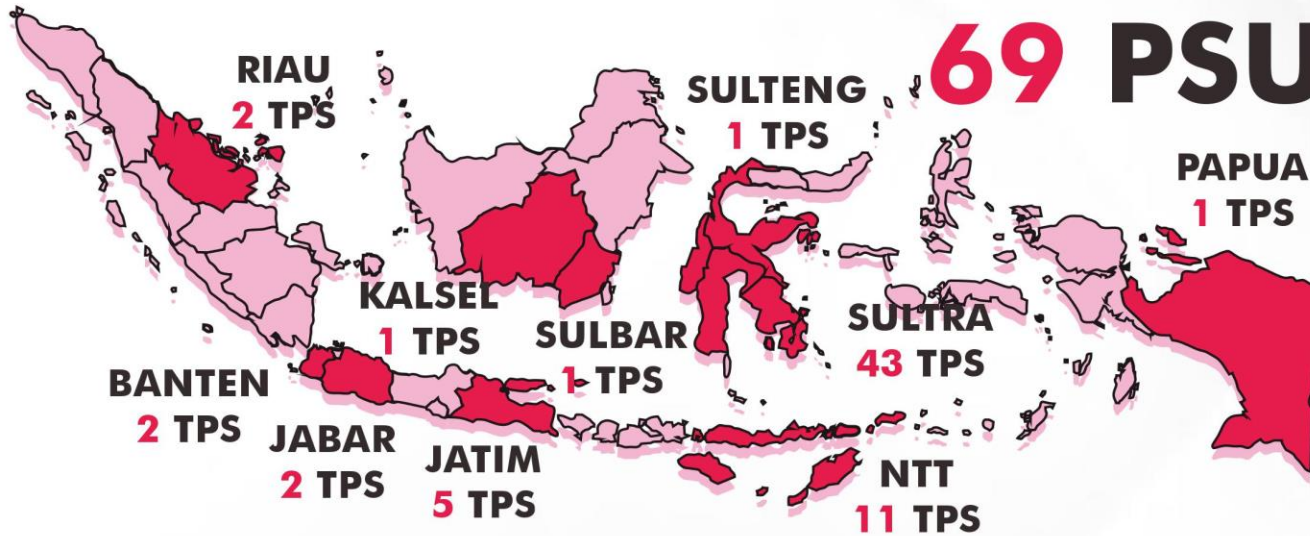 69 PSU
RIAU
2 TPS
SULTENG
1 TPS
PAPUA
1 TPS
KALSEL
1 TPS
SULBAR
1 TPS
SULTRA
43 TPS
BANTEN
2 TPS
JABAR
2 TPS
JATIM
5 TPS
NTT
11 TPS